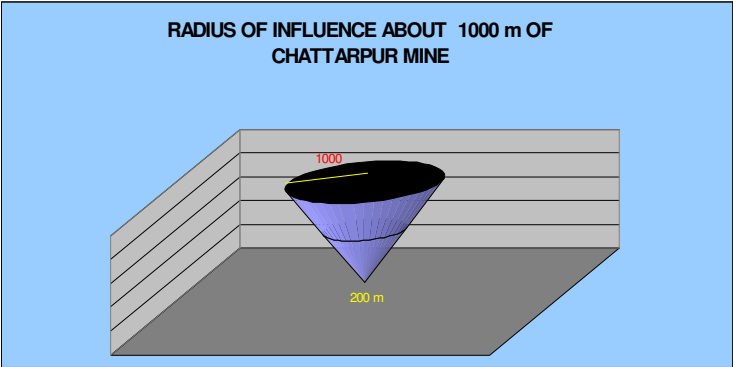 RADIUS OF INFLUENCE ABOUT 1000 m OF
CHATTARPUR MINE
1000
200 m